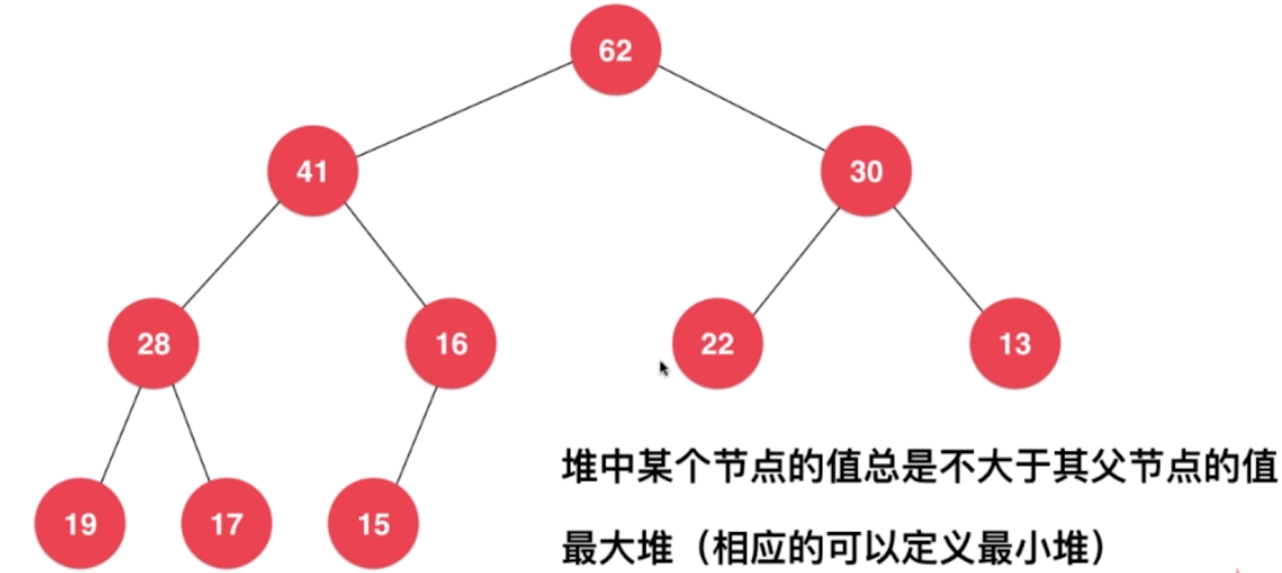 62
41 30
28 16 22 13
堆中某个节点的值总是不大于其父节点的值
19 17 15
最大堆（相应的可以定义最小堆）